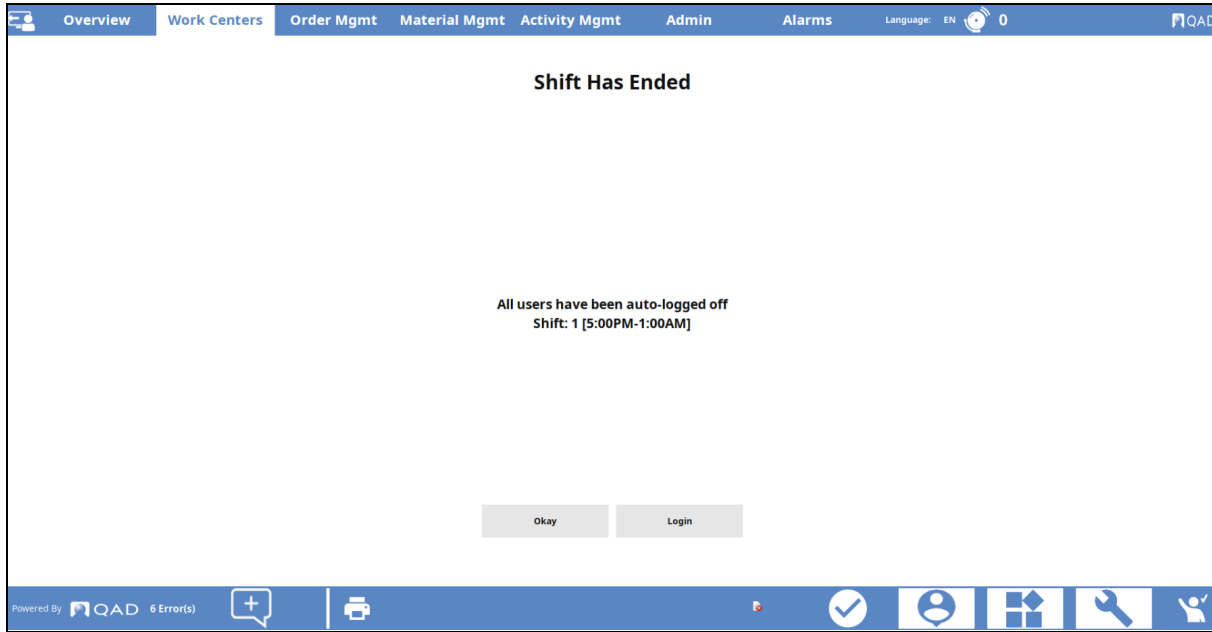 Overview Work Centers Order Mgmt Material Mgmt Activity Mgmt Admin Alarms Language: EN 0 QAD
Shift Has Ended
All users have been auto-logged off
Shift: 1 [5:00PM-1:00AM]
Okay Login
Powered By QAD 6 Error(s)